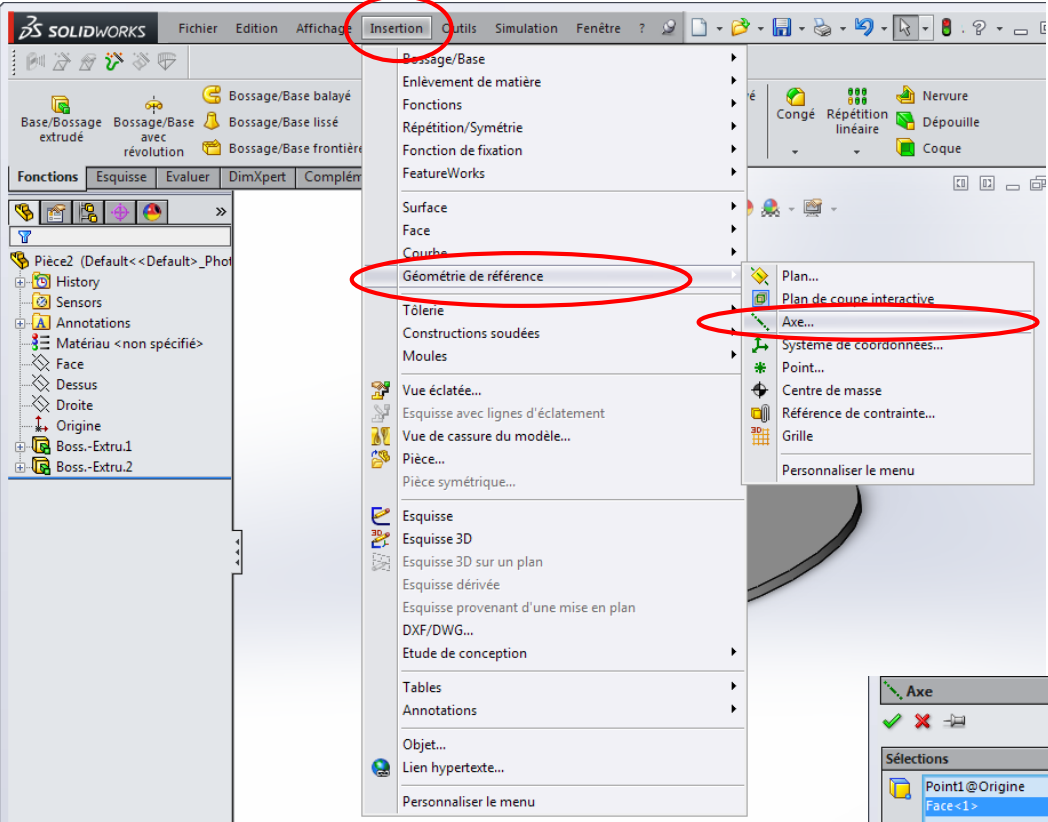 SOLIDWORKS Fichier Edition Affichage Insertion Outils Simulation Fenêtre ?
Bossage/Base balayé
Base/Bossage extrudé
Bossage/Base avec révolution
Bossage/Base lissé
Bossage/Base frontière
é
Congé
Répétition linéaire
Nervure
Dépouille
Coque
Fonctions Esquisse Evaluer DimXpert Complém
»
Pièce2 (Default<<Default>_Phot
History
Sensors
Annotations
Matériau <non spécifié>
Face
Dessus
Droite
Origine
Boss.-Extru.1
Boss.-Extru.2
Bossage/Base
Enlèvement de matière
Fonctions
Répétition/Symétrie
Fonction de fixation
FeatureWorks
Surface
Face
Courbe
Géométrie de référence
Tôlerie
Constructions soudées
Moules
Vue éclatée...
Esquisse avec lignes d'éclatement
Vue de cassure du modèle...
Pièce...
Pièce symétrique...
Esquisse
3D
Esquisse 3D
Esquisse 3D sur un plan
Esquisse dérivée
Esquisse provenant d'une mise en plan
DXF/DWG...
Etude de conception
Tables
Annotations
Objet...
Lien hypertexte...
Personnaliser le menu
Plan...
Plan de coupe interactive
Axe...
Système de coordonnées...
Point...
Centre de masse
Référence de contrainte...
3D
Grille
Personnaliser le menu
Axe
Sélections
Point1@Origine
Face<1>